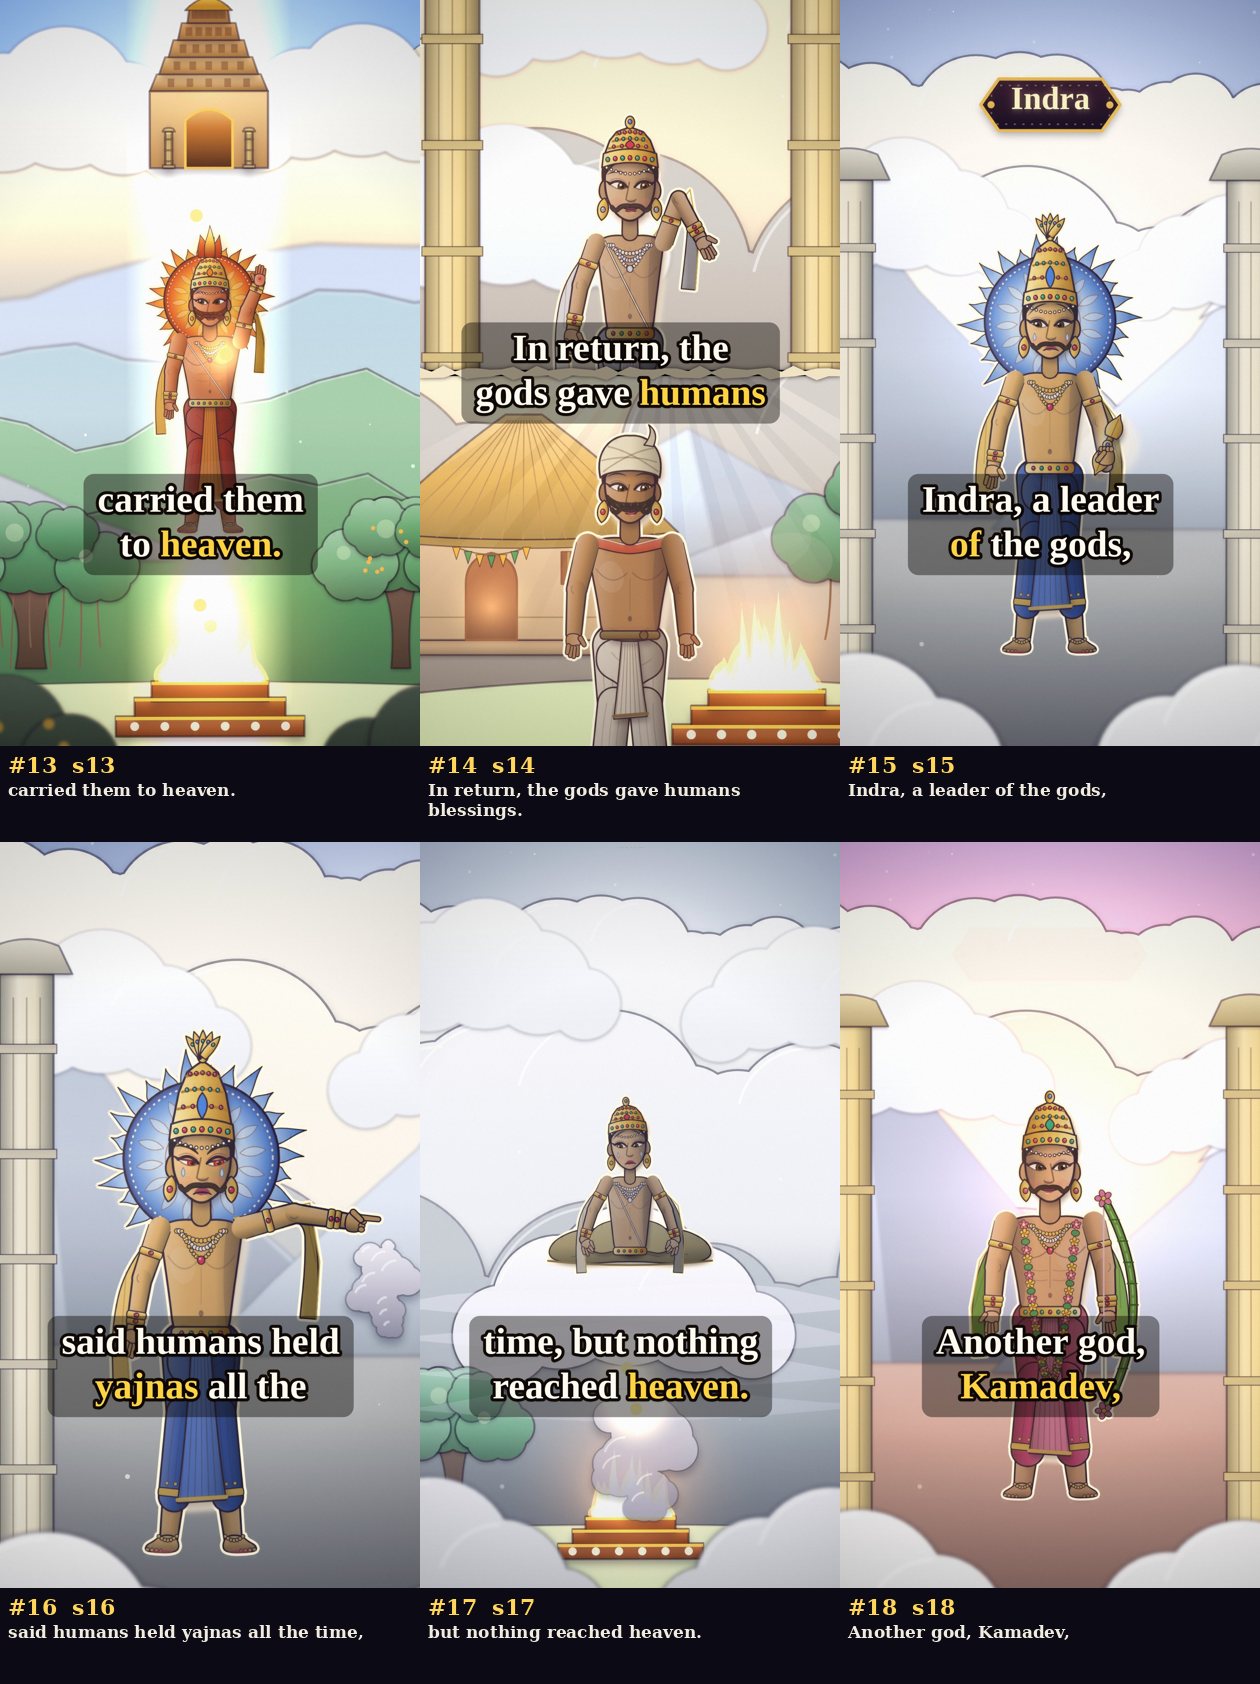 carried them
to heaven.
#13 s13
carried them to heaven.
In return, the
gods gave humans
#14 s14
In return, the gods gave humans
blessings.
Indra
Indra, a leader
of the gods,
#15 s15
Indra, a leader of the gods,
said humans held
yajnas all the
#16 s16
said humans held yajnas all the time,
time, but nothing
reached heaven.
#17 s17
but nothing reached heaven.
Another god,
Kamadev,
#18 s18
Another god, Kamadev,